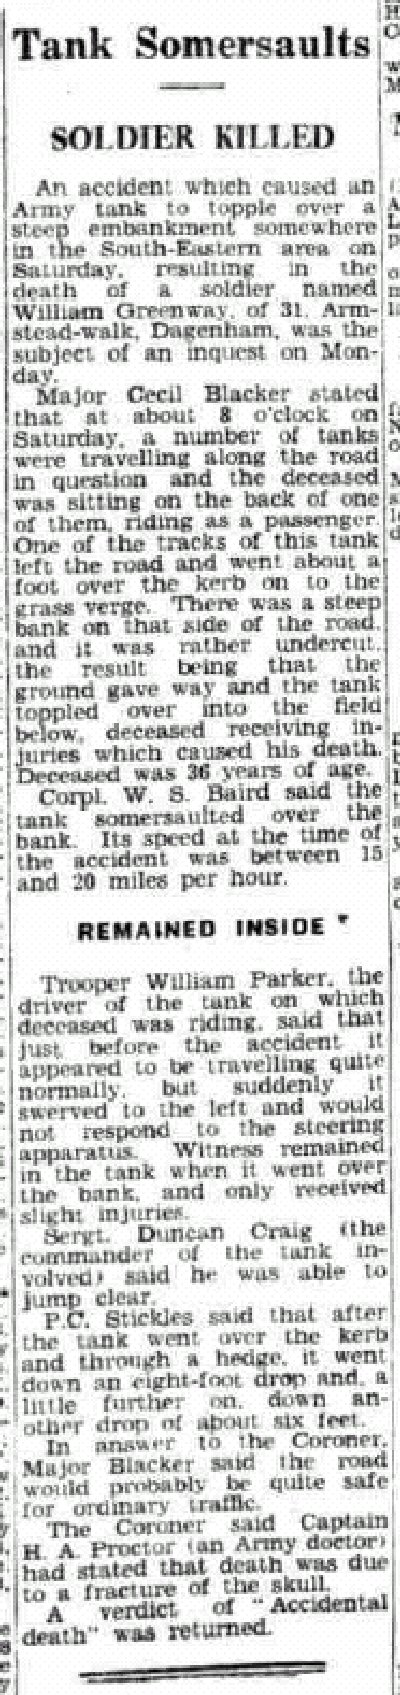 Tank Somersaults
SOLDIER KILLED
An accident which caused an
Army tank to topple over a
steep embankment somewhere
in the South-Eastern area on
Saturday, resulting in the
death of a soldier named
William Greenway, of 31, Arm-
stead-walk, Dagenham, was the
subject of an inquest on Mon-
day.
Major Cecil Blacker stated
that at about 8 o'clock on
Saturday, a number of tanks
were travelling along the road
in question and the deceased
was sitting on the back of one
of them, riding as a passenger.
One of the tracks of this tank
left the road and went about a
foot over the kerb on to the
grass verge. There was a steep
bank on that side of the road,
and it was rather undercut,
the result being that the
ground gave way and the tank
toppled over into the field
below, deceased receiving in-
juries which caused his death.
Deceased was 36 years of age.
Corpl. W. S. Baird said the
tank somersaulted over the
bank. Its speed at the time of
the accident was between 15
and 20 miles per hour.
REMAINED INSIDE
Trooper William Parker, the
driver of the tank on which
deceased was riding, said that
just before the accident it
appeared to be travelling quite
normally, but suddenly it
swerved to the left and would
not respond to the steering
apparatus. Witness remained
in the tank when it went over
the bank, and only received
slight injuries.
Sergt. Duncan Craig (the
commander of the tank in-
volved) said he was able to
jump clear.
P.C. Stickles said that after
the tank went over the kerb
and through a hedge, it went
down an eight-foot drop and, a
little further on, down an-
other drop of about six feet.
In answer to the Coroner,
Major Blacker said the road
would probably be quite safe
for ordinary traffic.
The Coroner said Captain
H. A. Proctor (an Army doctor)
had stated that death was due
to a fracture of the skull.
A verdict of "Accidental
death" was returned.